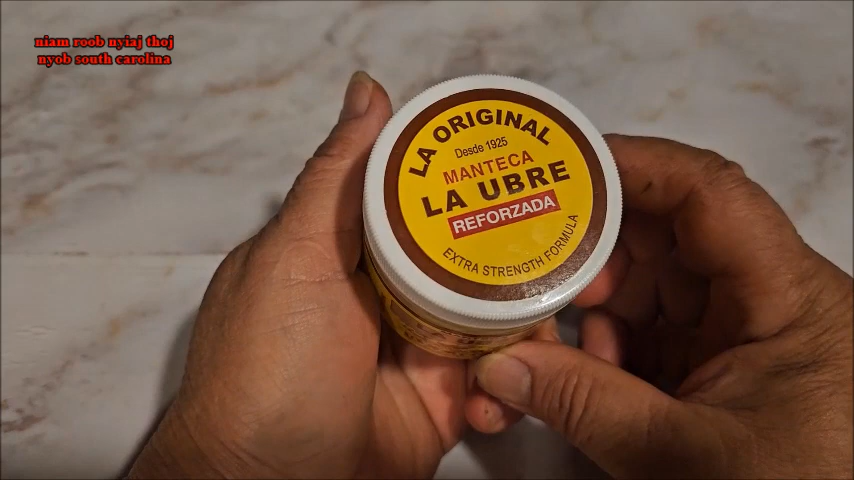 niam roob nyiaj thoj
nyob south carolina
LA ORIGINAL
Desde 1925
MANTECA
LA UBRE
REFORZADA
EXTRA STRENGTH FORMULA